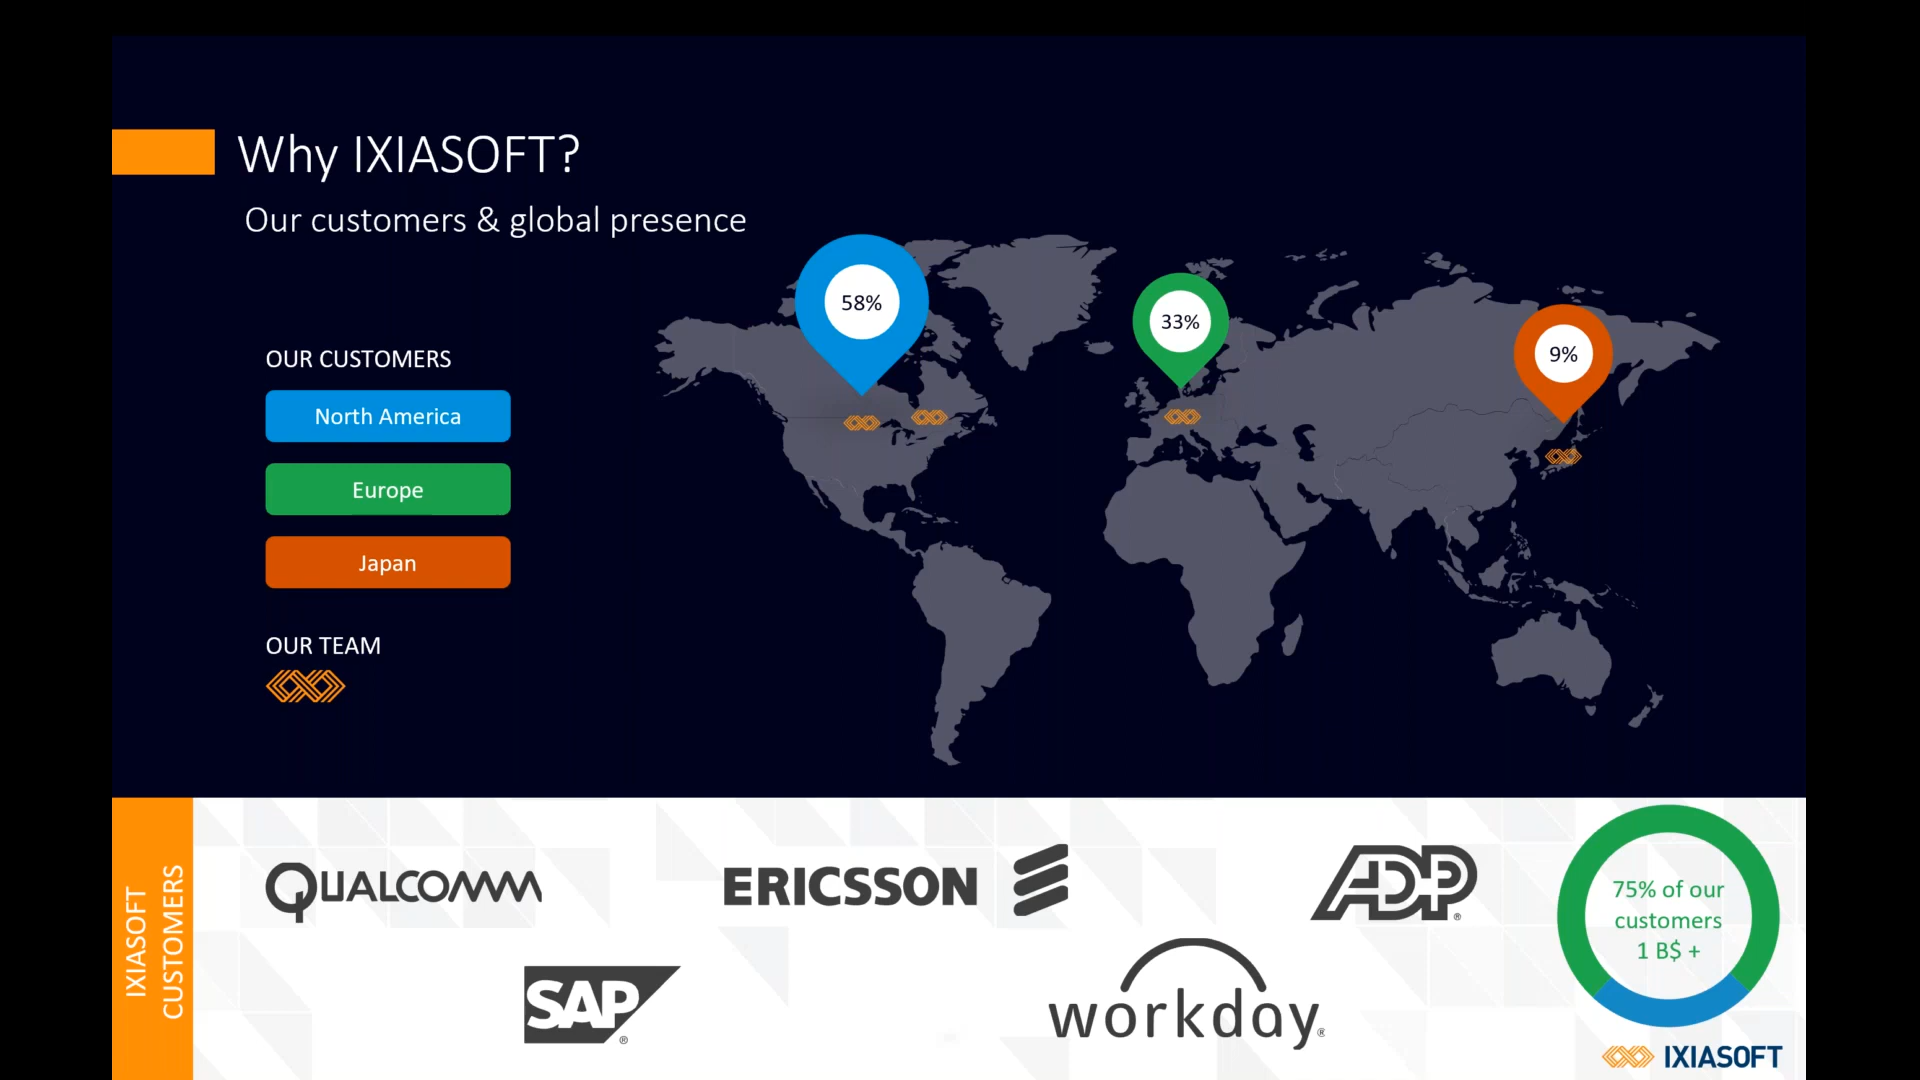 Why IXIASOFT?
Our customers & global presence
58%
33%
9%
OUR CUSTOMERS
North America
Europe
Japan
OUR TEAM
IXIASOFT
CUSTOMERS
QUALCOMM
ERICSSON
ADP®
SAP®
workday®
75% of our
customers
1 B$ +
IXIASOFT